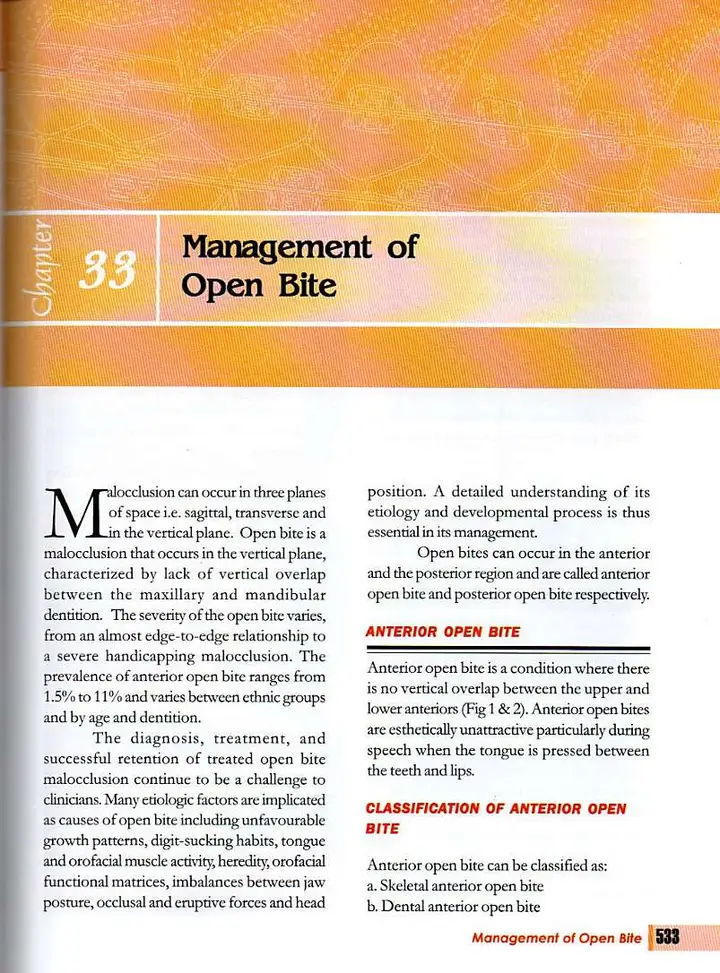 Chapter
33
Management of
Open Bite
Malocclusion can occur in three planes
of space i.e. sagittal, transverse and
in the vertical plane. Open bite is a
malocclusion that occurs in the vertical plane,
characterized by lack of vertical overlap
between the maxillary and mandibular
dentition. The severity of the open bite varies,
from an almost edge-to-edge relationship to
a severe handicapping malocclusion. The
prevalence of anterior open bite ranges from
1.5% to 11% and varies between ethnic groups
and by age and dentition.
The diagnosis, treatment, and
successful retention of treated open bite
malocclusion continue to be a challenge to
clinicians. Many etiologic factors are implicated
as causes of open bite including unfavourable
growth patterns, digit-sucking habits, tongue
and orofacial muscle activity, heredity, orofacial
functional matrices, imbalances between jaw
posture, occlusal and eruptive forces and head
position. A detailed understanding of its
etiology and developmental process is thus
essential in its management.
Open bites can occur in the anterior
and the posterior region and are called anterior
open bite and posterior open bite respectively.
ANTERIOR OPEN BITE
Anterior open bite is a condition where there
is no vertical overlap between the upper and
lower anteriors (Fig 1 & 2). Anterior open bites
are esthetically unattractive particularly during
speech when the tongue is pressed between
the teeth and lips.
CLASSIFICATION OF ANTERIOR OPEN
BITE
Anterior open bite can be classified as:
a. Skeletal anterior open bite
b. Dental anterior open bite
Management of Open Bite 533